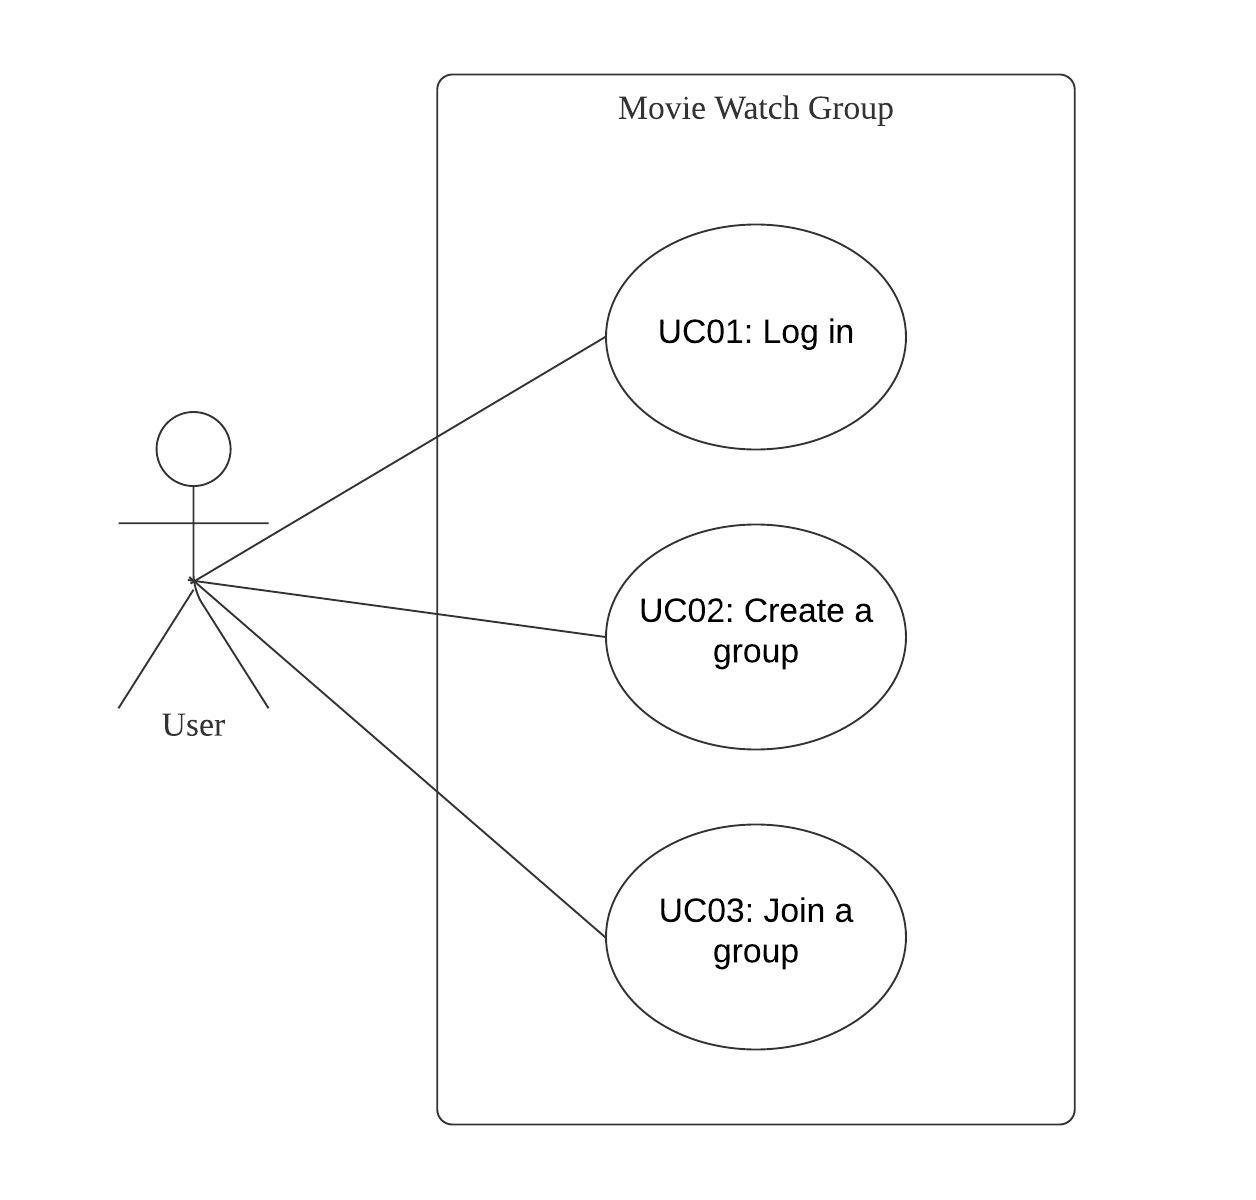 Movie Watch Group
UC01: Log in
UC02: Create a
group
User
UC03: Join a
group